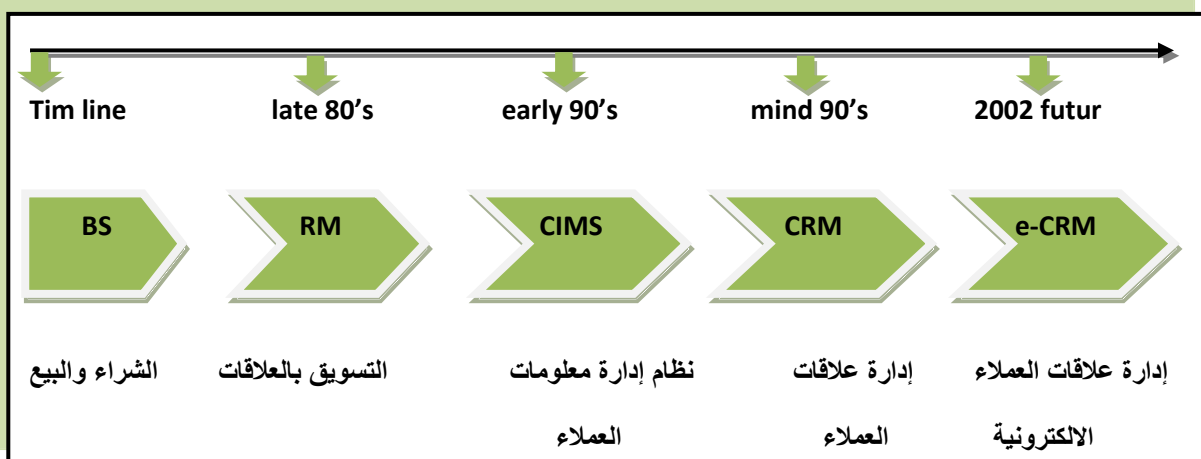 Tim line late 80's early 90's mind 90's 2002 futur
BS RM CIMS CRM e-CRM
الشراء والبيع
التسويق بالعلاقات
نظام إدارة معلومات
العملاء
إدارة علاقات
العملاء
إدارة علاقات العملاء
الالكترونية